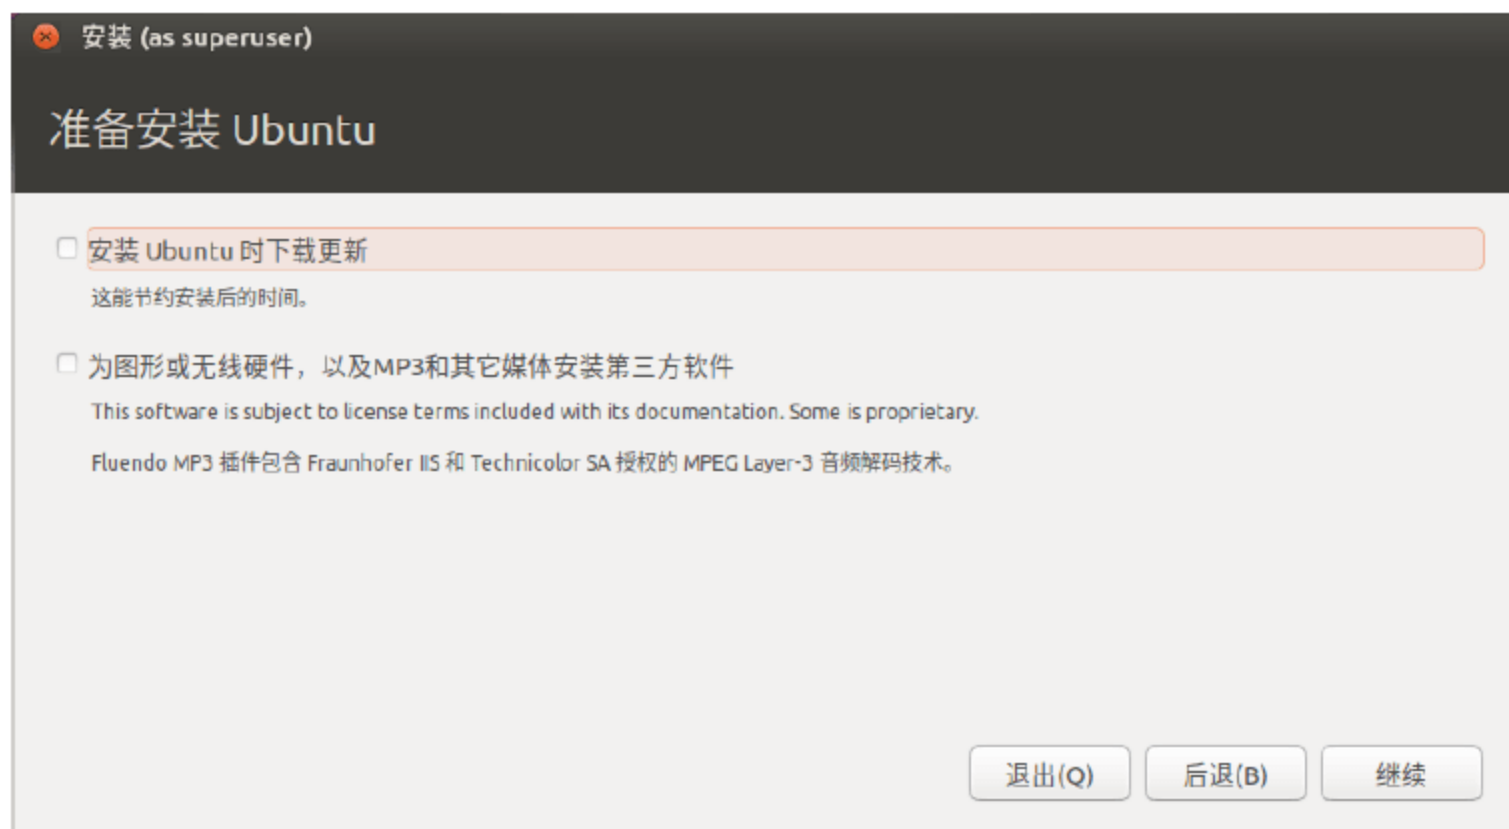 安装 (as superuser)
准备安装 Ubuntu
安装 Ubuntu 时下载更新
这能节约安装后的时间。
为图形或无线硬件，以及MP3和其它媒体安装第三方软件
This software is subject to license terms included with its documentation. Some is proprietary.
Fluendo MP3 插件包含 Fraunhofer IIS 和 Technicolor SA 授权的 MPEG Layer-3 音频解码技术。
退出(Q) 后退(B) 继续